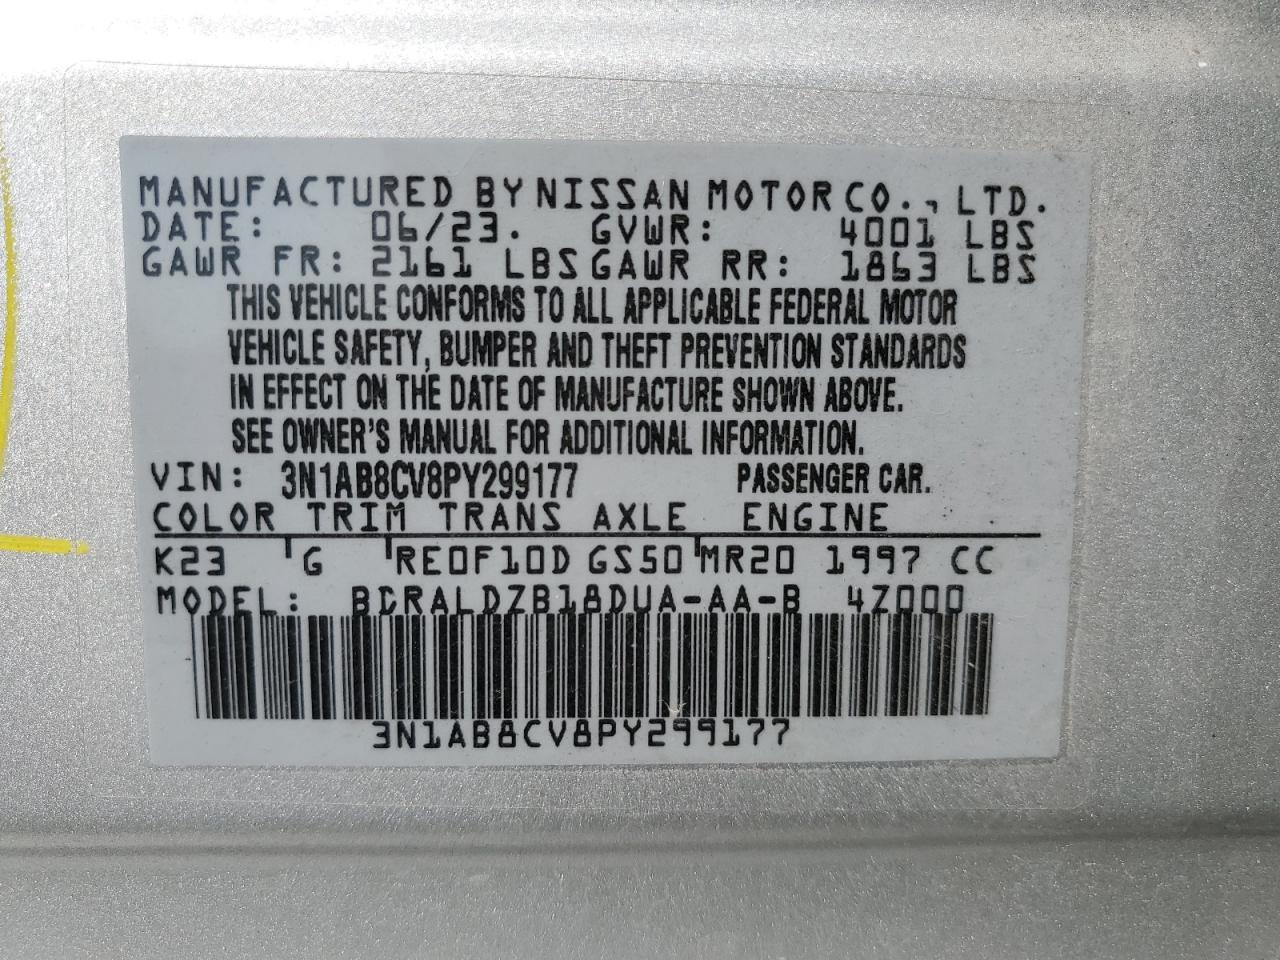 MANUFACTURED BY NISSAN MOTOR CO., LTD.
DATE: 06/23. GVWR: 4001 LBS
GAWR FR: 2161 LBS GAWR RR: 1863 LBS
THIS VEHICLE CONFORMS TO ALL APPLICABLE FEDERAL MOTOR
VEHICLE SAFETY, BUMPER AND THEFT PREVENTION STANDARDS
IN EFFECT ON THE DATE OF MANUFACTURE SHOWN ABOVE.
SEE OWNER'S MANUAL FOR ADDITIONAL INFORMATION.
VIN: 3N1AB8CV8PY299177 PASSENGER CAR.
COLOR TRIM TRANS AXLE ENGINE
K23 G RE0F10D GS50 MR20 1997 CC
MODEL: BDRALDZB18DUA-AA-B 4Z000
3N1AB8CV8PY299177